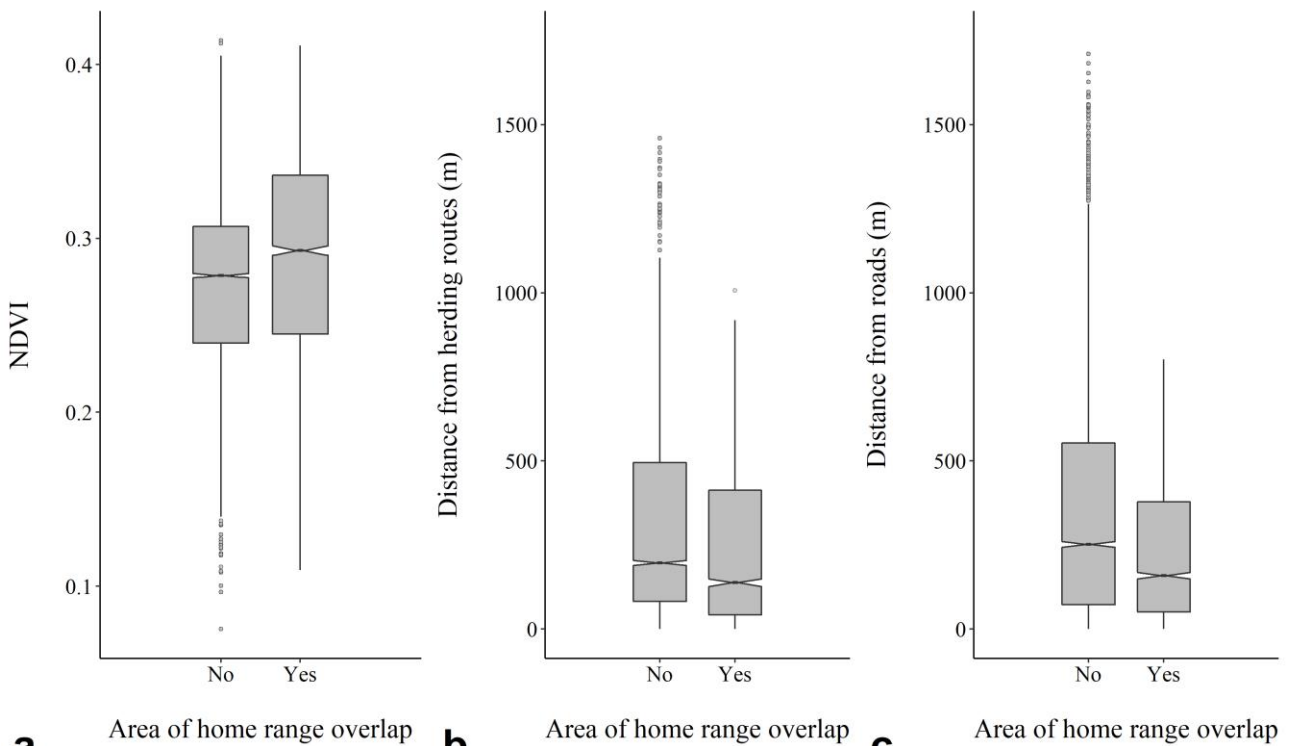 NDVI
0.4
0.3
0.2
0.1
No Yes
Area of home range overlap
a
Distance from herding routes (m)
1500
1000
500
0
No Yes
Area of home range overlap
b
Distance from roads (m)
1500
1000
500
0
No Yes
Area of home range overlap
c